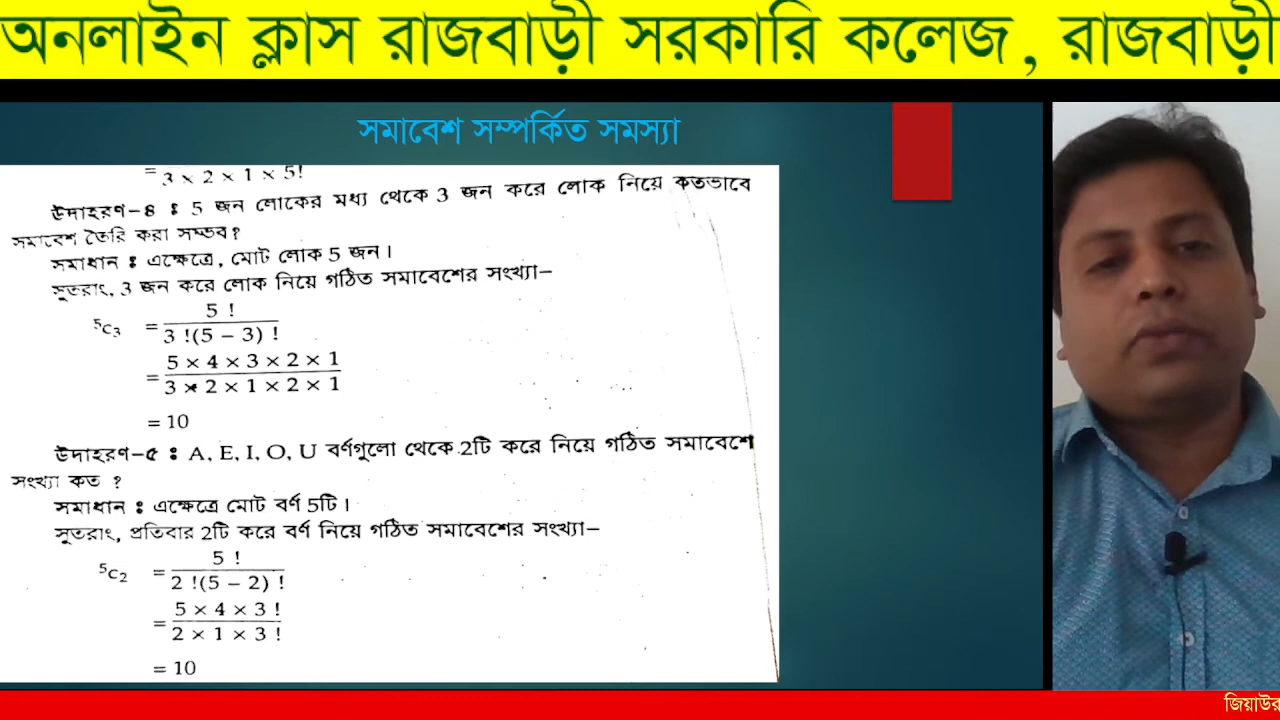 অনলাইন ক্লাস রাজবাড়ী সরকারি কলেজ, রাজবাড়ী
সমাবেশ সম্পর্কিত সমস্যা
= 3 × 2 × 1 × 5!
উদাহরণ-৪ : 5 জন লোকের মধ্য থেকে 3 জন করে লোক নিয়ে কতভাবে
সমাবেশ তৈরি করা সম্ভব?
সমাধান : এক্ষেত্রে, মোট লোক 5 জন।
সুতরাং, 3 জন করে লোক নিয়ে গঠিত সমাবেশের সংখ্যা–
5 !
⁵C₃ = 3 !(5 – 3) !
5 × 4 × 3 × 2 × 1
= 3 × 2 × 1 × 2 × 1
= 10
উদাহরণ-৫ : A, E, I, O, U বর্ণগুলো থেকে 2টি করে নিয়ে গঠিত সমাবেশে
সংখ্যা কত ?
সমাধান : এক্ষেত্রে মোট বর্ণ 5টি।
সুতরাং, প্রতিবার 2টি করে বর্ণ নিয়ে গঠিত সমাবেশের সংখ্যা–
5 !
⁵C₂ = 2 !(5 – 2) !
5 × 4 × 3 !
= 2 × 1 × 3 !
= 10
জিয়াউর